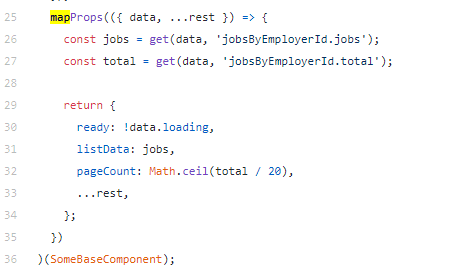 25 mapProps(({ data, ...rest }) => {
26 const jobs = get(data, 'jobsByEmployerId.jobs');
27 const total = get(data, 'jobsByEmployerId.total');
28
29 return {
30 ready: !data.loading,
31 listData: jobs,
32 pageCount: Math.ceil(total / 20),
33 ...rest,
34 };
35 })
36 )(SomeBaseComponent);